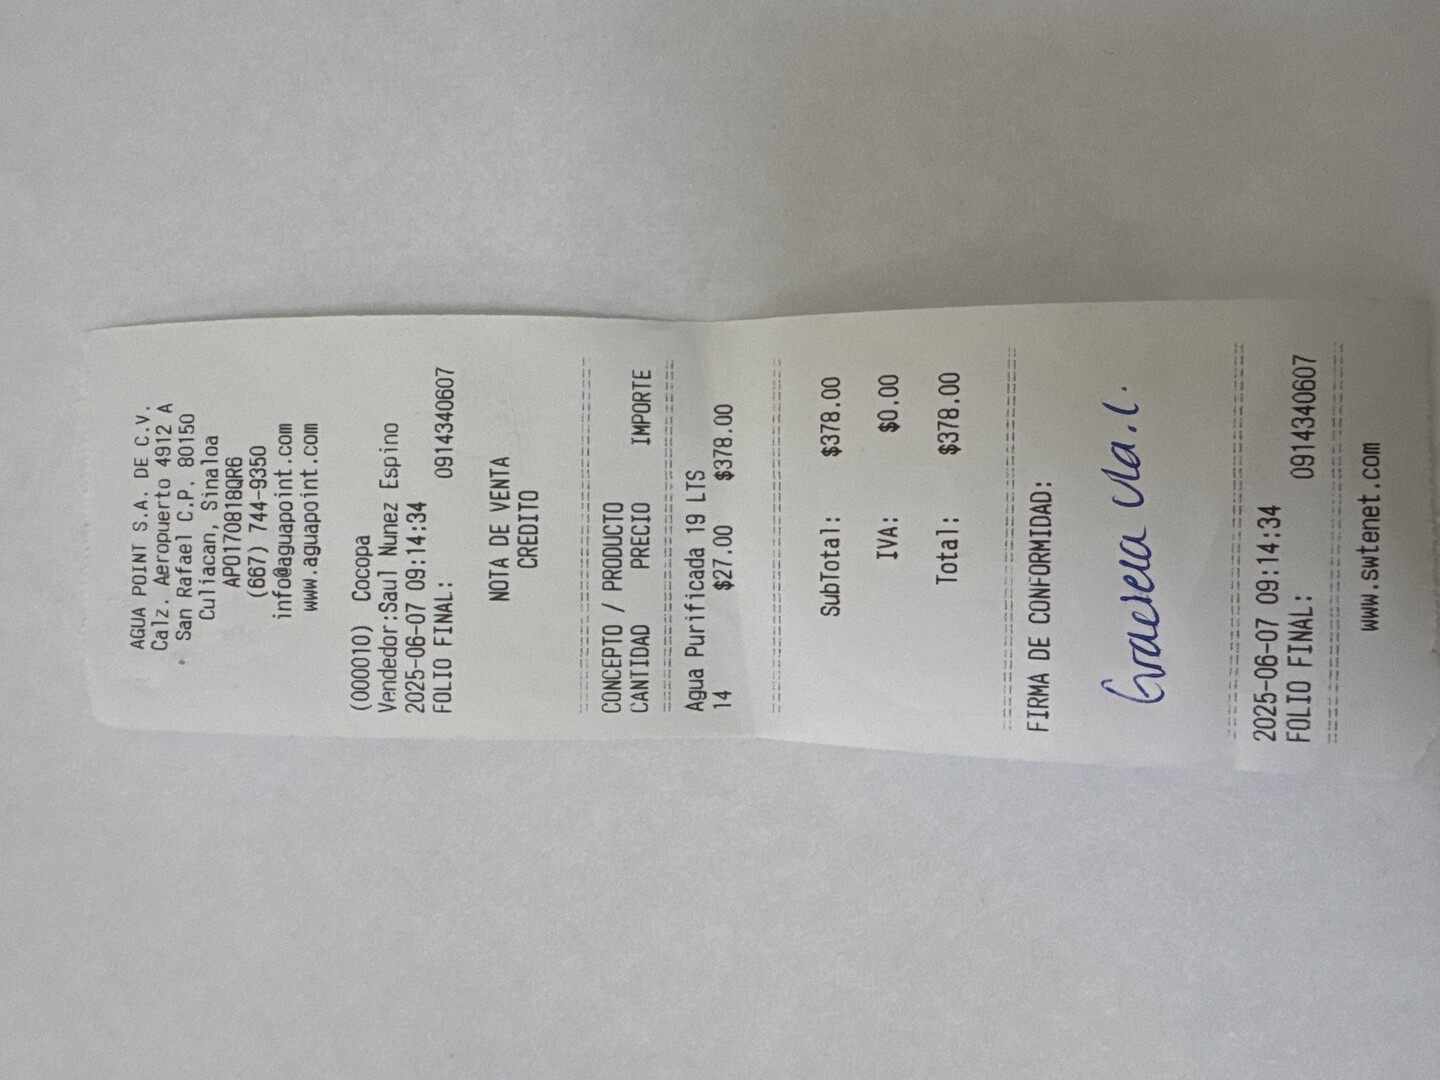 AGUA POINT S.A. DE C.V.
Calz. Aeropuerto 4912 A
San Rafael C.P. 80150
Culiacan, Sinaloa
APO170818QR6
(667) 744-9350
info@aguapoint.com
www.aguapoint.com
(000010) Cocopa
Vendedor:Saul Nunez Espino
2025-06-07 09:14:34
FOLIO FINAL: 0914340607
NOTA DE VENTA
CREDITO
CONCEPTO / PRODUCTO
CANTIDAD PRECIO IMPORTE
Agua Purificada 19 LTS
14 $27.00 $378.00
SubTotal: $378.00
IVA: $0.00
Total: $378.00
FIRMA DE CONFORMIDAD:
2025-06-07 09:14:34
FOLIO FINAL: 0914340607
www.swtenet.com